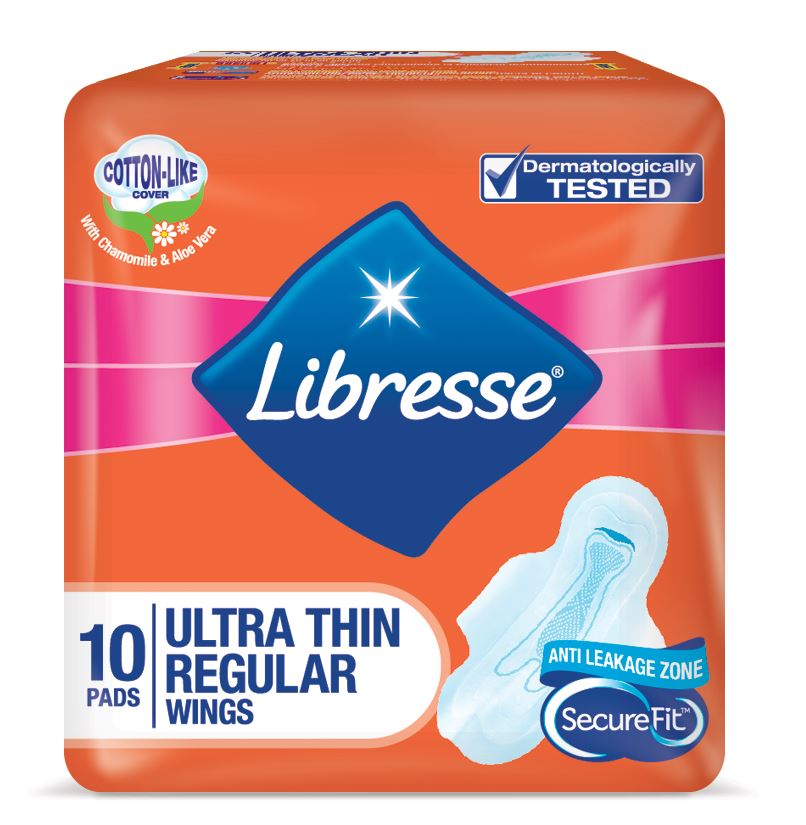 COTTON-LIKE
COVER
With Chamomile & Aloe Vera
Dermatologically
TESTED
Libresse®
10
PADS
ULTRA THIN
REGULAR
WINGS
ANTI LEAKAGE ZONE
SecureFit™